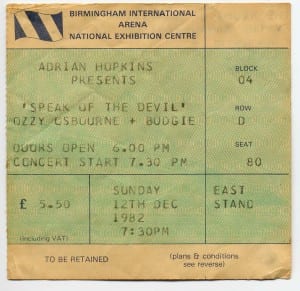 BIRMINGHAM INTERNATIONAL
ARENA
NATIONAL EXHIBITION CENTRE
ADRIAN HOPKINS
PRESENTS
'SPEAK OF THE DEVIL'
OZZY OSBOURNE + BUDGIE
DOORS OPEN 6.00 PM
CONCERT START 7.30 PM
BLOCK
04
ROW
D
SEAT
80
£ 5.50
(including VAT)
SUNDAY
12TH DEC
1982
7:30PM
EAST
STAND
TO BE RETAINED
(plans & conditions
see reverse)